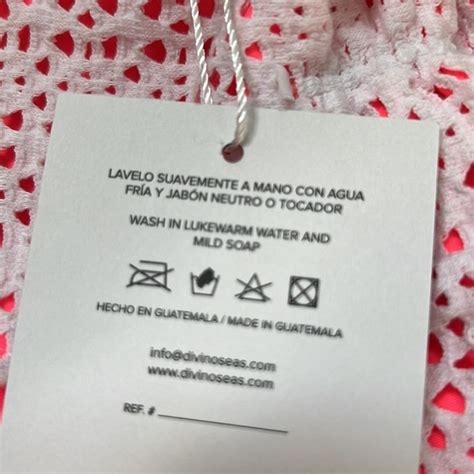 LAVELO SUAVEMENTE A MANO CON AGUA
FRÍA Y JABÓN NEUTRO O TOCADOR
WASH IN LUKEWARM WATER AND
MILD SOAP
HECHO EN GUATEMALA / MADE IN GUATEMALA
info@divinoseas.com
www.divinoseas.com
REF. #